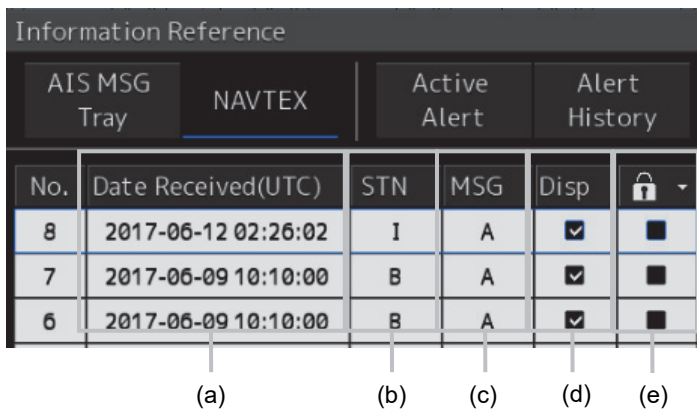 Information Reference
AIS MSG Tray NAVTEX Active Alert Alert History
No. Date Received(UTC) STN MSG Disp
8 2017-06-12 02:26:02 I A
7 2017-06-09 10:10:00 B A
6 2017-06-09 10:10:00 B A
(a) (b) (c) (d) (e)